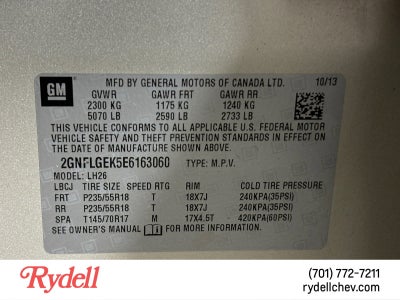 GM
MFD BY GENERAL MOTORS OF CANADA LTD. 10/13
GVWR GAWR FRT GAWR RR
2300 KG 1175 KG 1240 KG
5070 LB 2590 LB 2733 LB
THIS VEHICLE CONFORMS TO ALL APPLICABLE U.S. FEDERAL MOTOR
VEHICLE SAFETY AND THEFT PREVENTION STANDARDS IN EFFECT ON
THE DATE OF MANUFACTURE SHOWN ABOVE.
2GNFLGEK5E6163060 TYPE: M.P.V.
MODEL: LH26
LBCJ TIRE SIZE SPEED RTG RIM COLD TIRE PRESSURE
FRT P235/55R18 T 18X7J 240KPA(35PSI)
RR P235/55R18 T 18X7J 240KPA(35PSI)
SPA T145/70R17 M 17X4.5T 420KPA(60PSI)
SEE OWNER'S MANUAL FOR MORE INFORMATION.
Rydell
(701) 772-7211
rydellchev.com